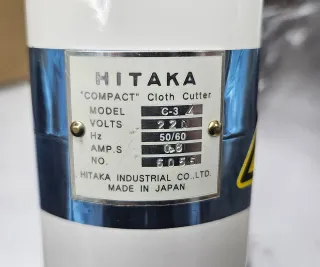 HITAKA
"COMPACT" Cloth Cutter
MODEL C-3
VOLTS 220
Hz 50/60
AMP.S 0.8
NO.
HITAKA INDUSTRIAL CO.,LTD.
MADE IN JAPAN